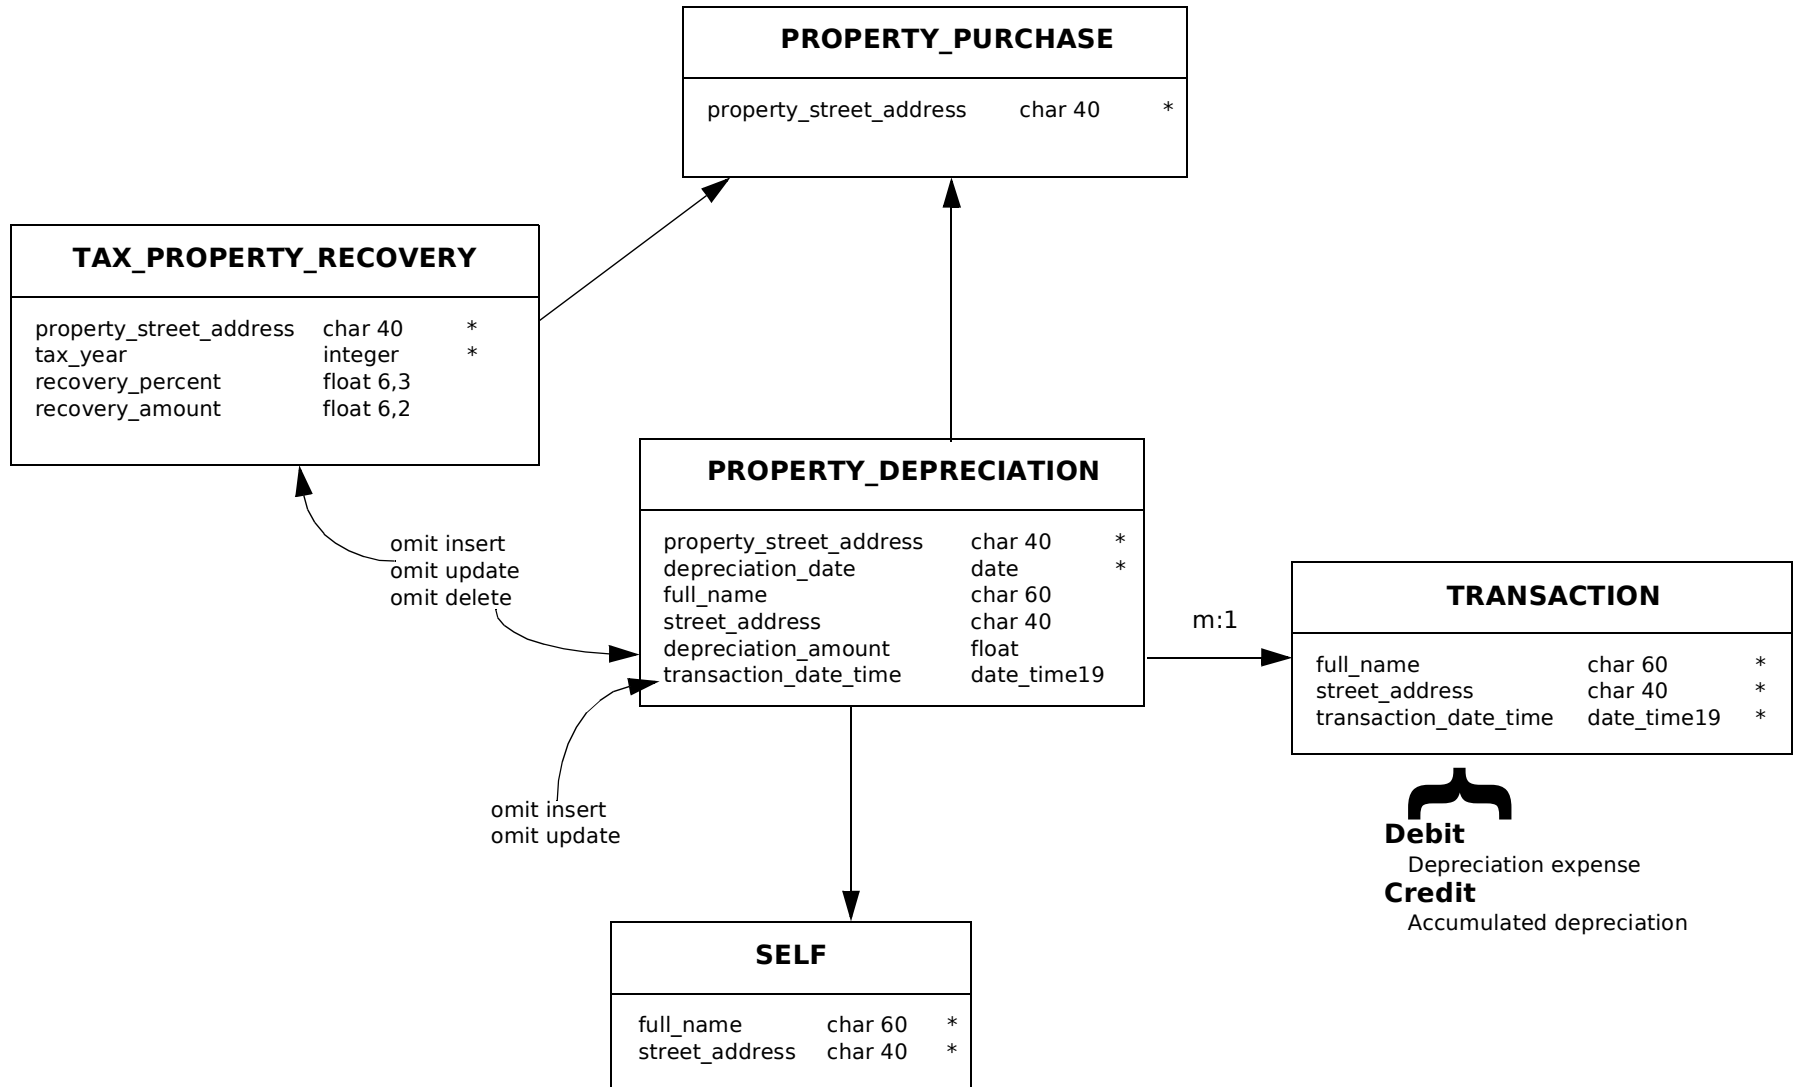 PROPERTY_PURCHASE
property_street_address char 40 *
TAX_PROPERTY_RECOVERY
property_street_address char 40 *
tax_year integer *
recovery_percent float 6,3
recovery_amount float 6,2
omit insert
omit update
omit delete
PROPERTY_DEPRECIATION
property_street_address char 40 *
depreciation_date date *
full_name char 60
street_address char 40
depreciation_amount float
transaction_date_time date_time19
omit insert
omit update
m:1
TRANSACTION
full_name char 60 *
street_address char 40 *
transaction_date_time date_time19 *
Debit
Depreciation expense
Credit
Accumulated depreciation
SELF
full_name char 60 *
street_address char 40 *